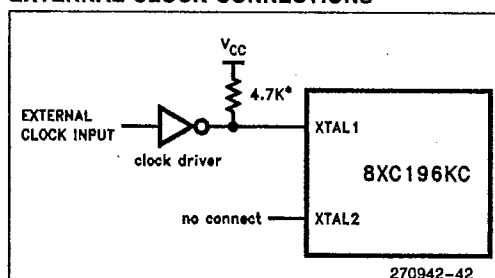 EXTERNAL CLOCK CONNECTIONS
VCC
4.7K*
EXTERNAL
CLOCK INPUT
clock driver
XTAL1
8XC196KC
no connect
XTAL2
270942-42